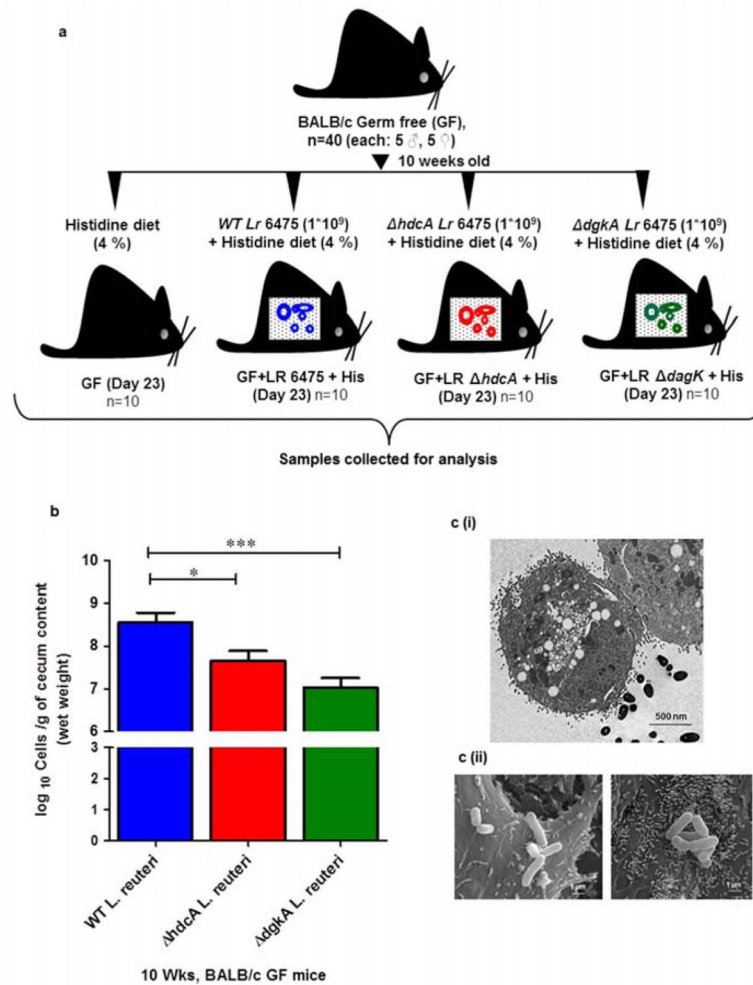 a
BALB/c Germ free (GF),
n=40 (each: 5 ♂, 5 ♀)
10 weeks old
Histidine diet
(4 %)
WT Lr 6475 (1*10⁹)
+ Histidine diet (4 %)
ΔhdcA Lr 6475 (1*10⁹)
+ Histidine diet (4 %)
ΔdgkA Lr 6475 (1*10⁹)
+ Histidine diet (4 %)
GF (Day 23)
n=10
GF+LR 6475 + His
(Day 23) n=10
GF+LR ΔhdcA + His
(Day 23) n=10
GF+LR ΔdagK + His
(Day 23) n=10
Samples collected for analysis
b
***
*
log 10 Cells /g of cecum content
(wet weight)
10
9
8
7
6
3
2
1
0
WT L. reuteri
ΔhdcA L. reuteri
ΔdgkA L. reuteri
10 Wks, BALB/c GF mice
c (i)
500 nm
c (ii)
1 µm
1 µm